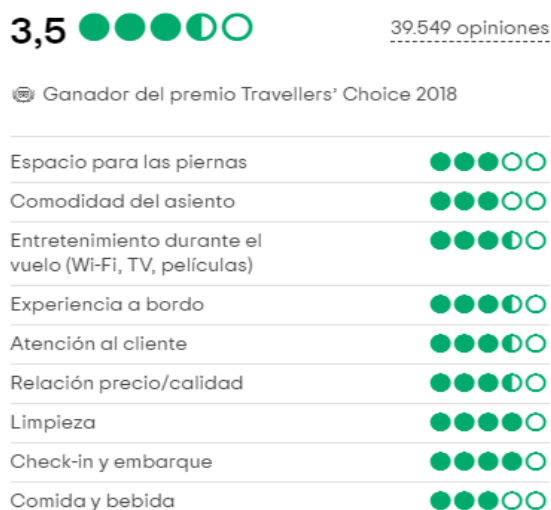 3,5
39.549 opiniones
Ganador del premio Travellers' Choice 2018
Espacio para las piernas
Comodidad del asiento
Entretenimiento durante el
vuelo (Wi-Fi, TV, películas)
Experiencia a bordo
Atención al cliente
Relación precio/calidad
Limpieza
Check-in y embarque
Comida y bebida